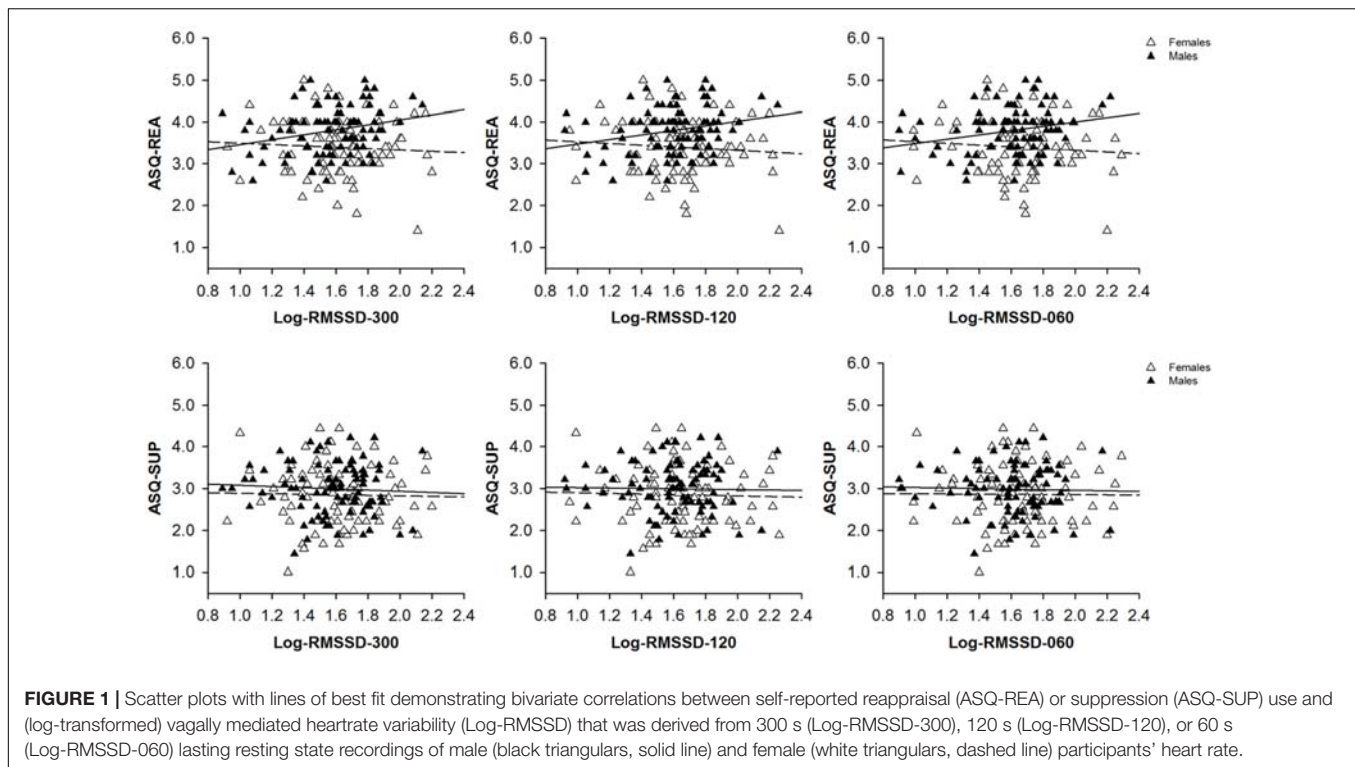 6.0
5.0
4.0
3.0
2.0
1.0
ASQ-REA
0.8 1.0 1.2 1.4 1.6 1.8 2.0 2.2 2.4
Log-RMSSD-300
6.0
5.0
4.0
3.0
2.0
1.0
ASQ-REA
0.8 1.0 1.2 1.4 1.6 1.8 2.0 2.2 2.4
Log-RMSSD-120
6.0
5.0
4.0
3.0
2.0
1.0
ASQ-REA
0.8 1.0 1.2 1.4 1.6 1.8 2.0 2.2 2.4
Log-RMSSD-060
Females
Males
6.0
5.0
4.0
3.0
2.0
1.0
ASQ-SUP
0.8 1.0 1.2 1.4 1.6 1.8 2.0 2.2 2.4
Log-RMSSD-300
6.0
5.0
4.0
3.0
2.0
1.0
ASQ-SUP
0.8 1.0 1.2 1.4 1.6 1.8 2.0 2.2 2.4
Log-RMSSD-120
6.0
5.0
4.0
3.0
2.0
1.0
ASQ-SUP
0.8 1.0 1.2 1.4 1.6 1.8 2.0 2.2 2.4
Log-RMSSD-060
Females
Males
FIGURE 1 | Scatter plots with lines of best fit demonstrating bivariate correlations between self-reported reappraisal (ASQ-REA) or suppression (ASQ-SUP) use and
(log-transformed) vagally mediated heartrate variability (Log-RMSSD) that was derived from 300 s (Log-RMSSD-300), 120 s (Log-RMSSD-120), or 60 s
(Log-RMSSD-060) lasting resting state recordings of male (black triangulars, solid line) and female (white triangulars, dashed line) participants' heart rate.